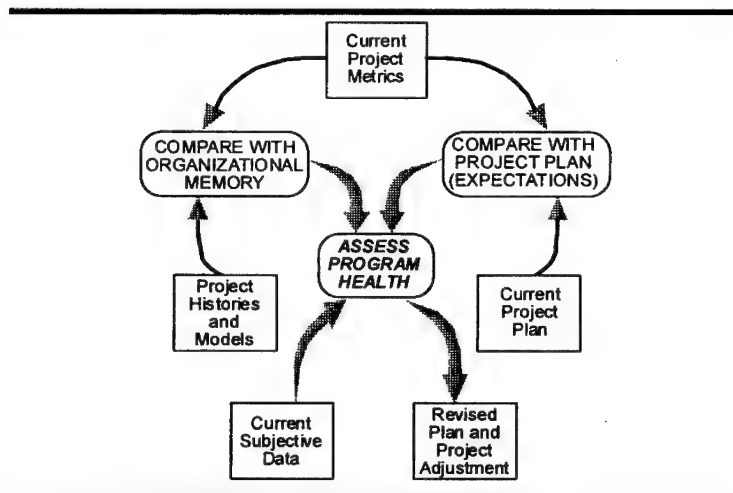 Current
Project
Metrics
COMPARE WITH
ORGANIZATIONAL
MEMORY
COMPARE WITH
PROJECT PLAN
(EXPECTATIONS)
ASSESS
PROGRAM
HEALTH
Project
Histories
and
Models
Current
Project
Plan
Current
Subjective
Data
Revised
Plan and
Project
Adjustment